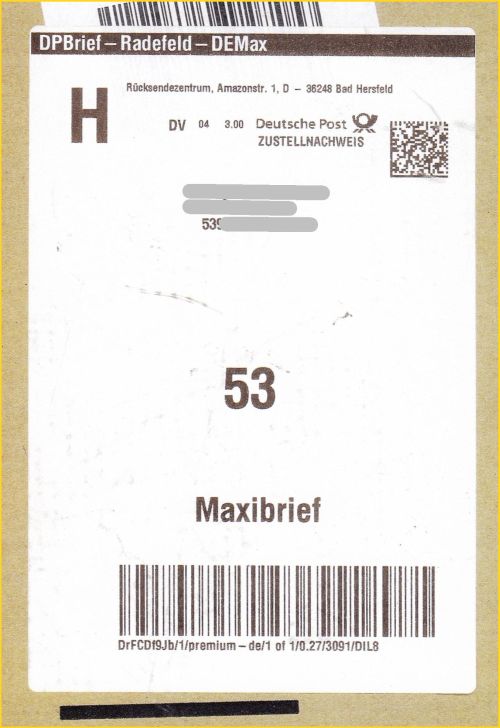 DPBrief – Radefeld – DEMax
Rücksendezentrum, Amazonstr. 1, D – 36248 Bad Hersfeld
H
DV 04 3.00 Deutsche Post
ZUSTELLNACHWEIS
539
53
Maxibrief
DrFCDf9Jb/1/premium – de/1 of 1/0.27/3091/DIL8